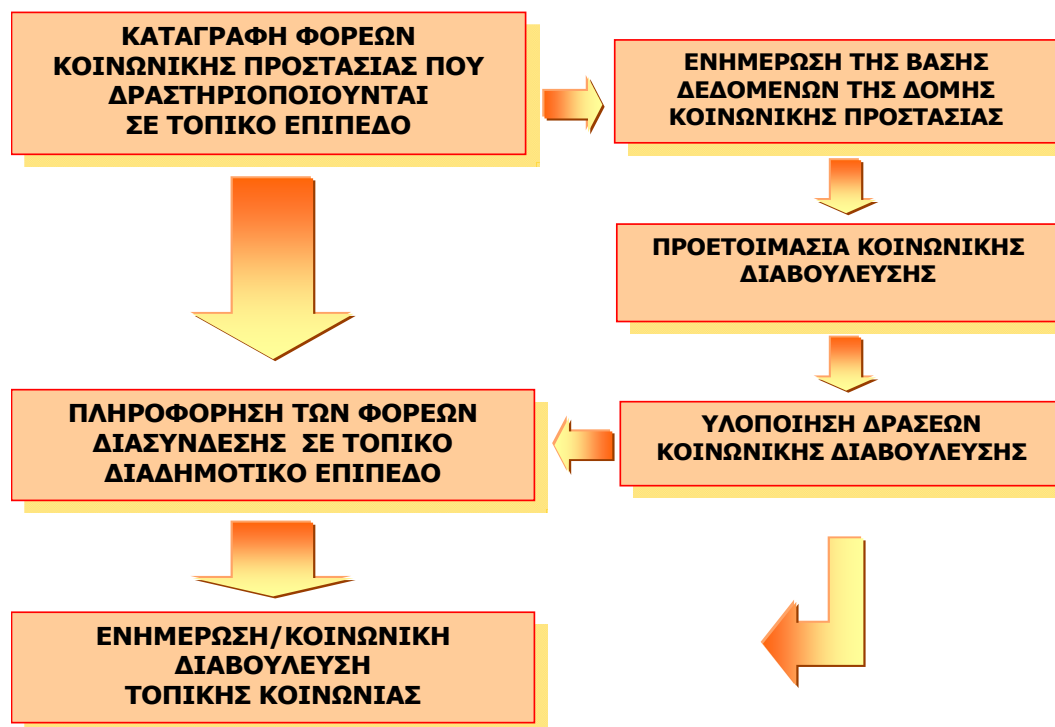 ΚΑΤΑΓΡΑΦΗ ΦΟΡΕΩΝ
ΚΟΙΝΩΝΙΚΗΣ ΠΡΟΣΤΑΣΙΑΣ ΠΟΥ
ΔΡΑΣΤΗΡΙΟΠΟΙΟΥΝΤΑΙ
ΣΕ ΤΟΠΙΚΟ ΕΠΙΠΕΔΟ
ΕΝΗΜΕΡΩΣΗ ΤΗΣ ΒΑΣΗΣ
ΔΕΔΟΜΕΝΩΝ ΤΗΣ ΔΟΜΗΣ
ΚΟΙΝΩΝΙΚΗΣ ΠΡΟΣΤΑΣΙΑΣ
ΠΡΟΕΤΟΙΜΑΣΙΑ ΚΟΙΝΩΝΙΚΗΣ
ΔΙΑΒΟΥΛΕΥΣΗΣ
ΥΛΟΠΟΙΗΣΗ ΔΡΑΣΕΩΝ
ΚΟΙΝΩΝΙΚΗΣ ΔΙΑΒΟΥΛΕΥΣΗΣ
ΠΛΗΡΟΦΟΡΗΣΗ ΤΩΝ ΦΟΡΕΩΝ
ΔΙΑΣΥΝΔΕΣΗΣ ΣΕ ΤΟΠΙΚΟ
ΔΙΑΔΗΜΟΤΙΚΟ ΕΠΙΠΕΔΟ
ΕΝΗΜΕΡΩΣΗ/ΚΟΙΝΩΝΙΚΗ
ΔΙΑΒΟΥΛΕΥΣΗ
ΤΟΠΙΚΗΣ ΚΟΙΝΩΝΙΑΣ